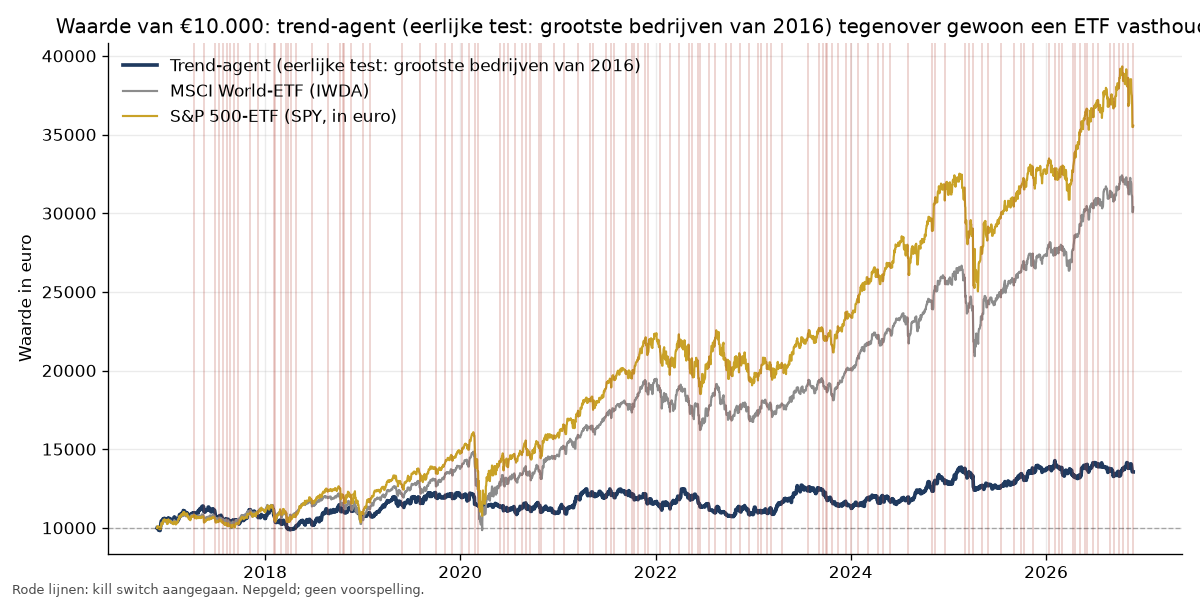 Waarde van €10.000: trend-agent (eerlijke test: grootste bedrijven van 2016) tegenover gewoon een ETF
40000
35000
30000
25000
20000
15000
10000
Waarde in euro
Trend-agent (eerlijke test: grootste bedrijven van 2016)
MSCI World-ETF (IWDA)
S&P 500-ETF (SPY, in euro)
2018 2020 2022 2024 2026
Rode lijnen: kill switch aangegaan. Nepgeld; geen voorspelling.